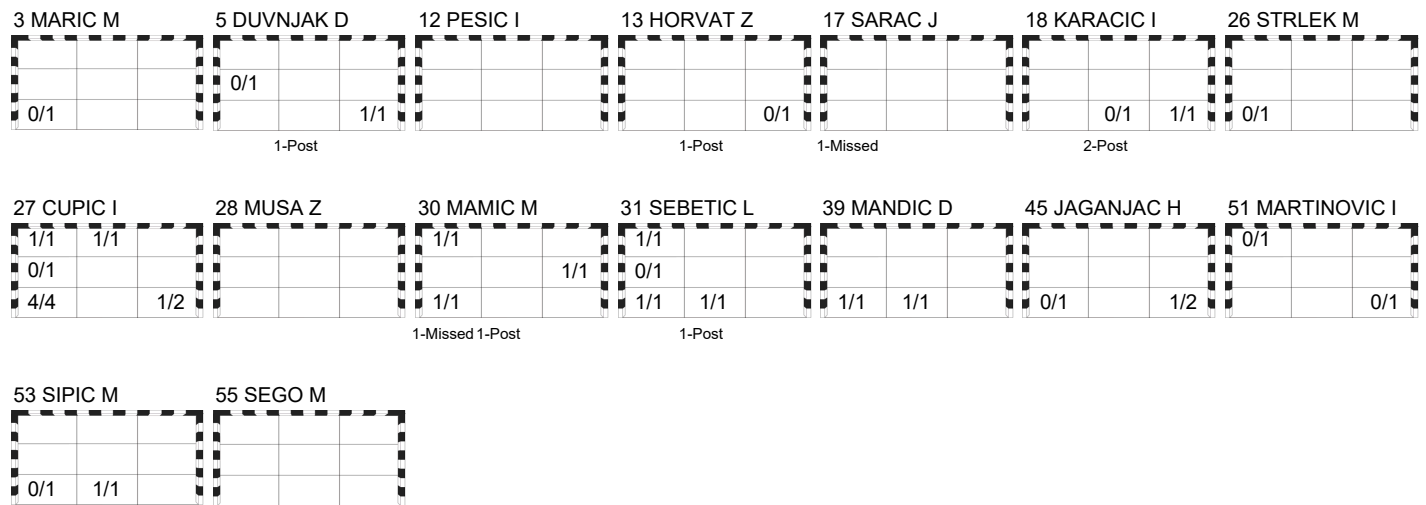 3 MARIC M 5 DUVNJAK D 12 PESIC I 13 HORVAT Z 17 SARAC J 18 KARACIC I 26 STRLEK M
0/1
0/1 1/1 0/1 0/1 1/1 0/1
1-Post 1-Post 1-Missed 2-Post
27 CUPIC I 28 MUSA Z 30 MAMIC M 31 SEBETIC L 39 MANDIC D 45 JAGANJAC H 51 MARTINOVIC I
1/1 1/1 1/1 1/1 0/1
0/1 1/1 0/1
4/4 1/2 1/1 1/1 1/1 1/1 1/1 0/1 1/2 0/1
1-Missed 1-Post 1-Post
53 SIPIC M 55 SEGO M
0/1 1/1